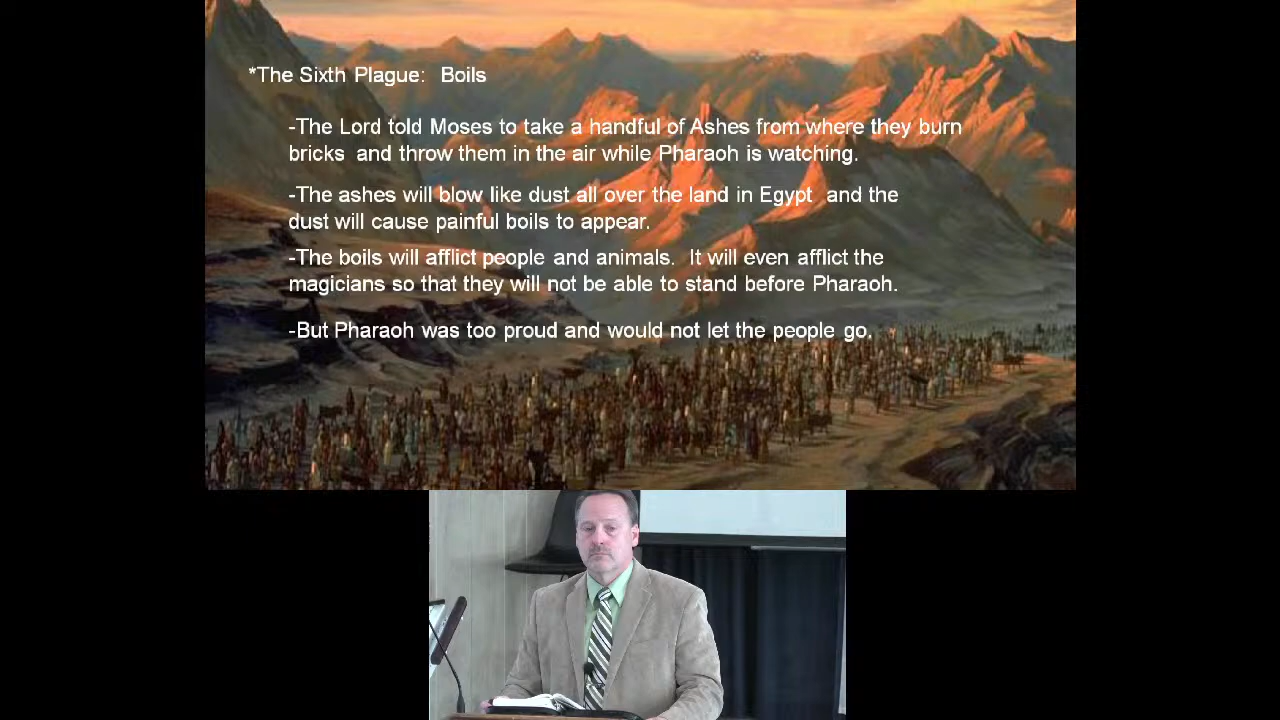 *The Sixth Plague: Boils
-The Lord told Moses to take a handful of Ashes from where they burn
bricks and throw them in the air while Pharaoh is watching.
-The ashes will blow like dust all over the land in Egypt and the
dust will cause painful boils to appear.
-The boils will afflict people and animals. It will even afflict the
magicians so that they will not be able to stand before Pharaoh.
-But Pharaoh was too proud and would not let the people go.